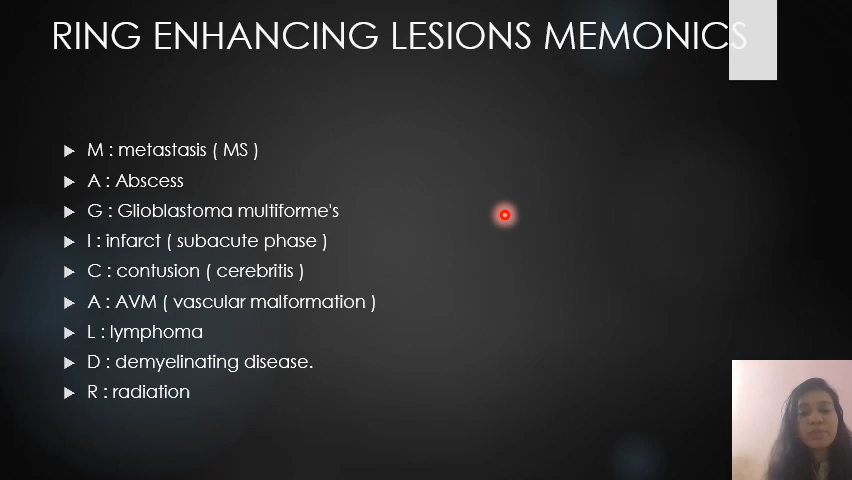 RING ENHANCING LESIONS MEMONICS
M : metastasis ( MS )
A : Abscess
G : Glioblastoma multiforme's
I : infarct ( subacute phase )
C : contusion ( cerebritis )
A : AVM ( vascular malformation )
L : lymphoma
D : demyelinating disease.
R : radiation